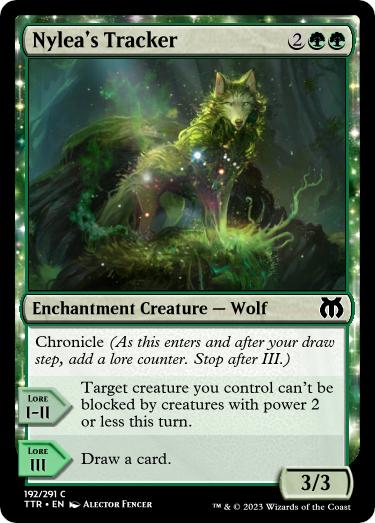 Nylea's Tracker 2
Enchantment Creature — Wolf
Chronicle (As this enters and after your draw
step, add a lore counter. Stop after III.)
LORE
I-II
Target creature you control can't be
blocked by creatures with power 2
or less this turn.
LORE
III
Draw a card.
3/3
192/291 C
TTR • EN ALECTOR FENCER
™ & © 2023 Wizards of the Coast